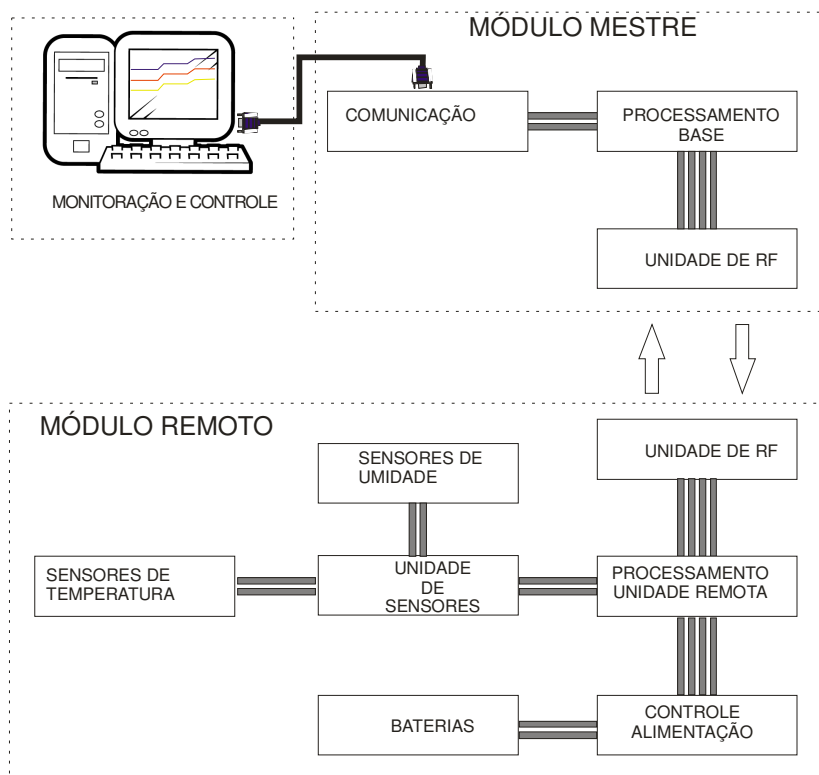 MÓDULO MESTRE
COMUNICAÇÃO
PROCESSAMENTO
BASE
MONITORAÇÃO E CONTROLE
UNIDADE DE RF
MÓDULO REMOTO
SENSORES DE
UMIDADE
UNIDADE DE RF
SENSORES DE
TEMPERATURA
UNIDADE
DE
SENSORES
PROCESSAMENTO
UNIDADE REMOTA
BATERIAS
CONTROLE
ALIMENTAÇÃO